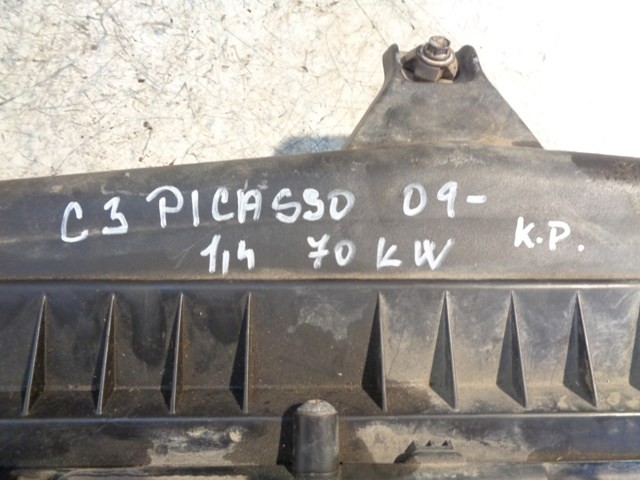 C3 PICASSO 09-
1,4 70 KW K.P.